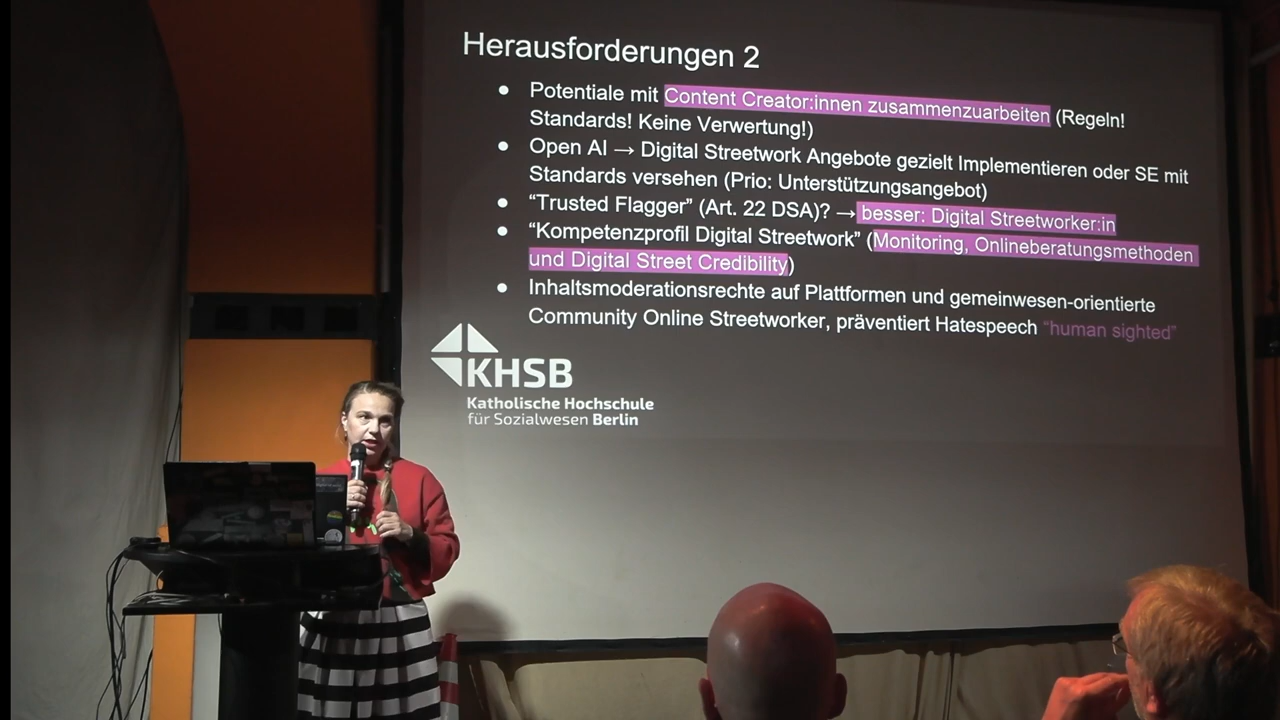 Herausforderungen 2
● Potentiale mit Content Creator:innen zusammenzuarbeiten (Regeln!
Standards! Keine Verwertung!)
● Open AI → Digital Streetwork Angebote gezielt Implementieren oder SE mit
Standards versehen (Prio: Unterstützungsangebot)
● “Trusted Flagger” (Art. 22 DSA)? → besser: Digital Streetworker:in
● “Kompetenzprofil Digital Streetwork” (Monitoring, Onlineberatungsmethoden
und Digital Street Credibility)
● Inhaltsmoderationsrechte auf Plattformen und gemeinwesen-orientierte
Community Online Streetworker, präventiert Hatespeech “human sighted”
KHSB
Katholische Hochschule
für Sozialwesen Berlin